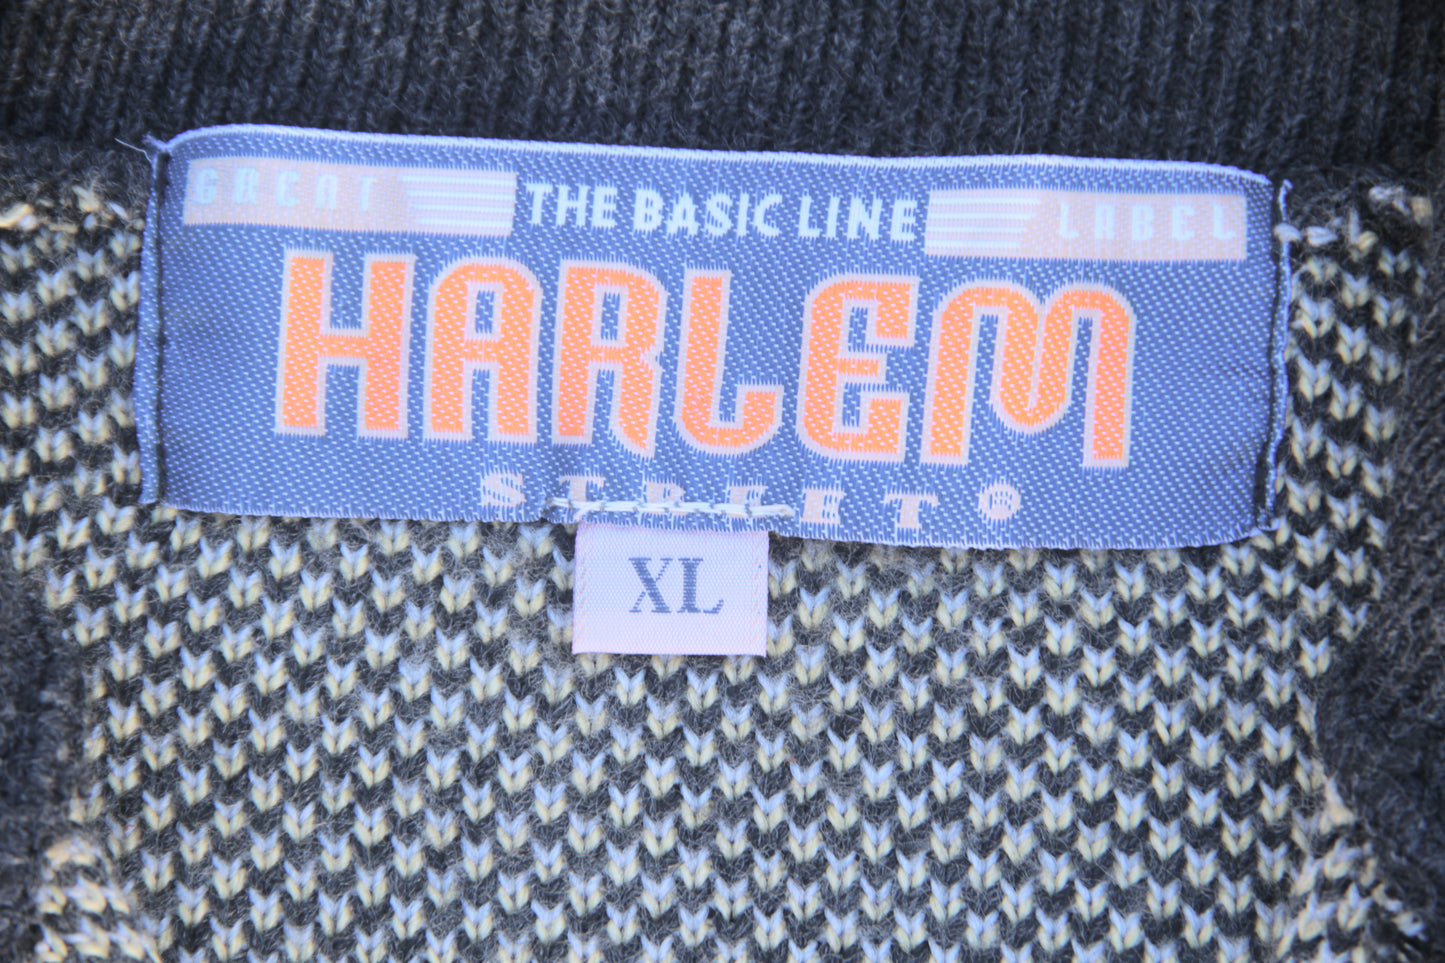 GREAT THE BASIC LINE LABEL
HARLEM
STREET ®
XL